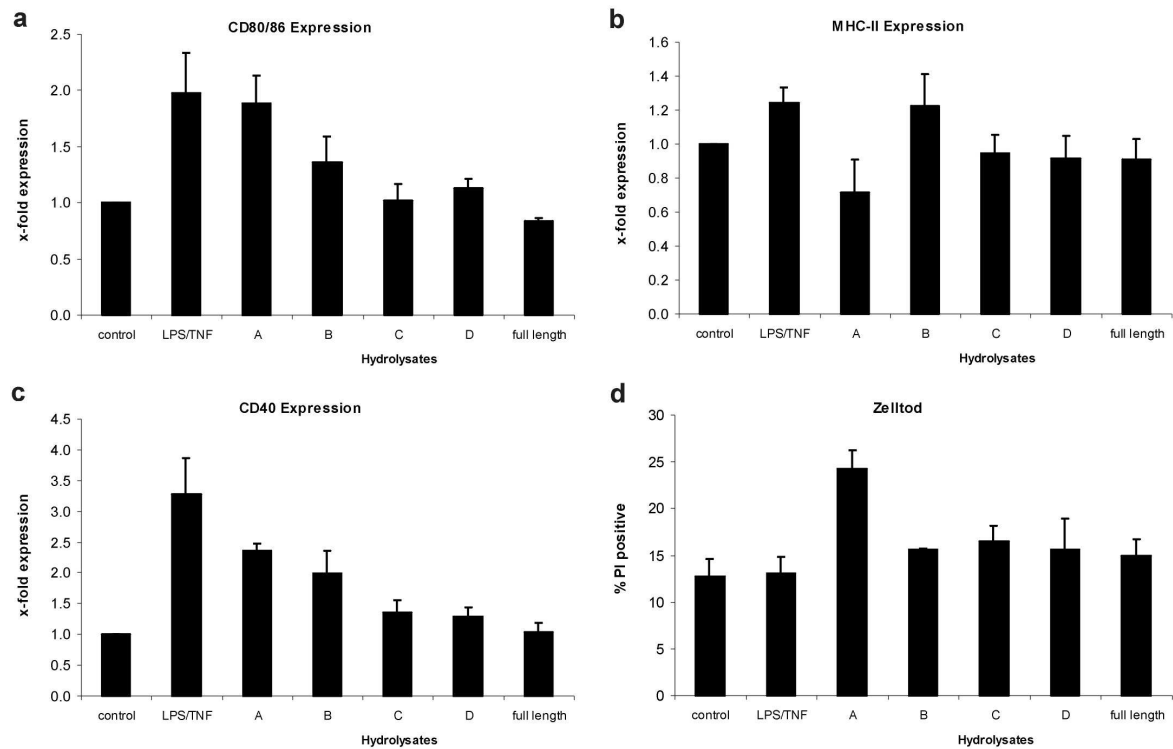 a
CD80/86 Expression
x-fold expression
2.5
2.0
1.5
1.0
0.5
0.0
control LPS/TNF A B C D full length
Hydrolysates
b
MHC-II Expression
x-fold expression
1.6
1.4
1.2
1.0
0.8
0.6
0.4
0.2
0.0
control LPS/TNF A B C D full length
Hydrolysates
c
CD40 Expression
x-fold expression
4.5
4.0
3.5
3.0
2.5
2.0
1.5
1.0
0.5
0.0
control LPS/TNF A B C D full length
Hydrolysates
d
Zelltod
% PI positive
30
25
20
15
10
5
0
control LPS/TNF A B C D full length
Hydrolysates